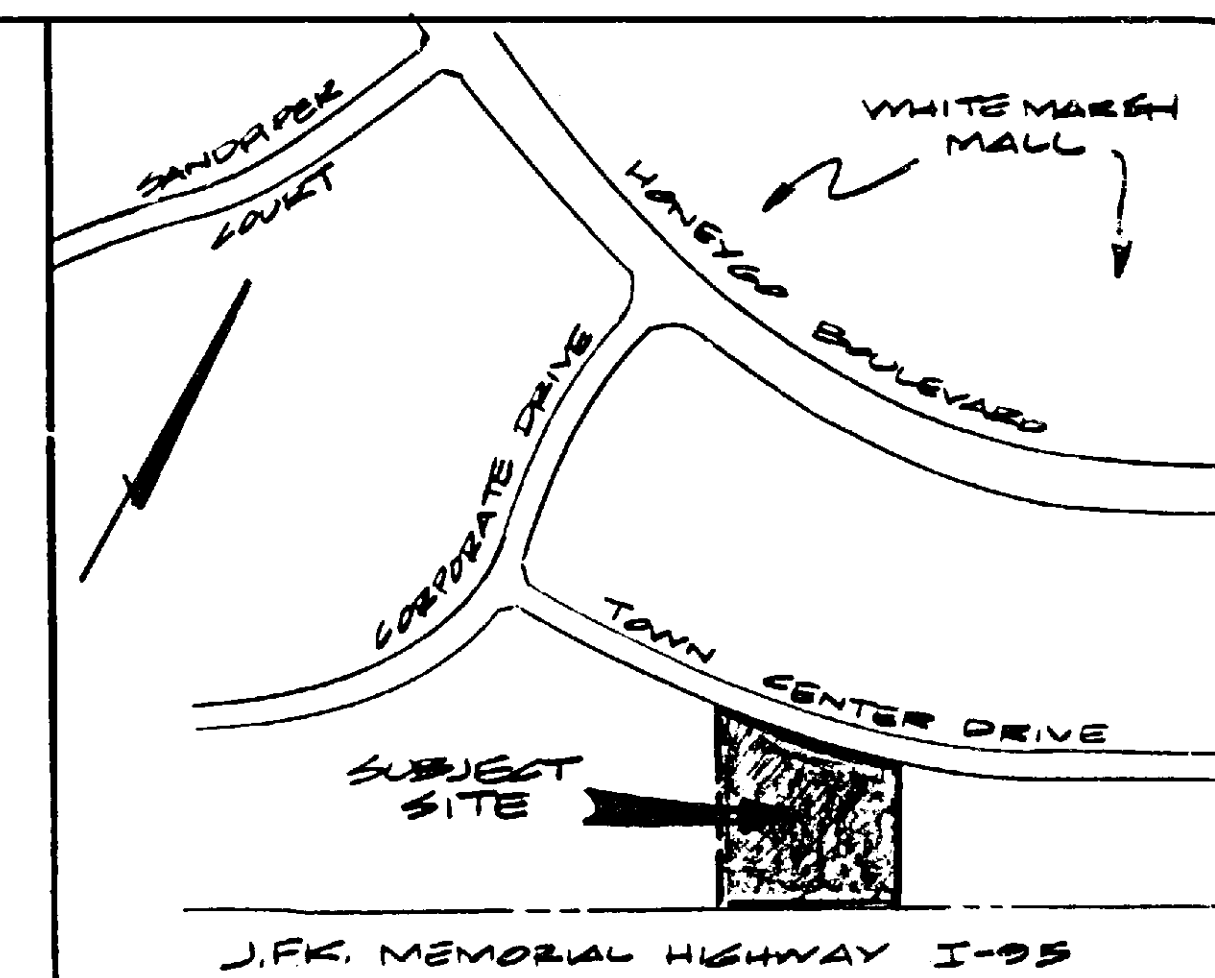 SANDPIPER
COURT
WHITE MARSH
MALL
HONEYGO BOULEVARD
CORPORATE DRIVE
TOWN CENTER DRIVE
SUBJECT
SITE
J.F.K. MEMORIAL HIGHWAY I-95